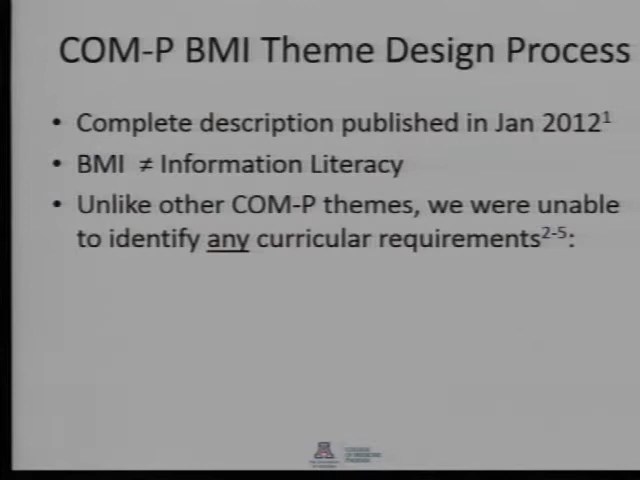 COM-P BMI Theme Design Process
• Complete description published in Jan 2012¹
• BMI ≠ Information Literacy
• Unlike other COM-P themes, we were unable
to identify any curricular requirements²⁻⁵: